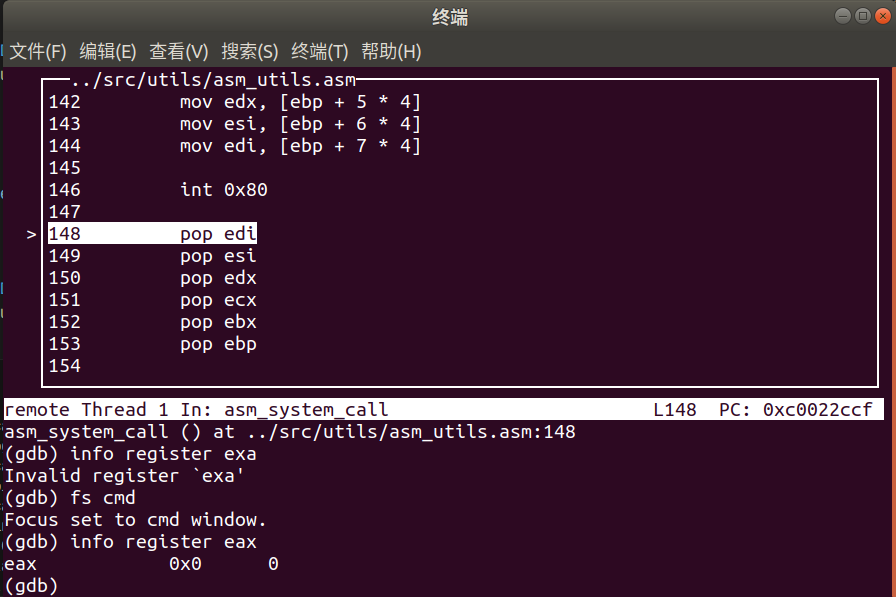 终端
文件(F) 编辑(E) 查看(V) 搜索(S) 终端(T) 帮助(H)
../src/utils/asm_utils.asm
142 mov edx, [ebp + 5 * 4]
143 mov esi, [ebp + 6 * 4]
144 mov edi, [ebp + 7 * 4]
145
146 int 0x80
147
> 148 pop edi
149 pop esi
150 pop edx
151 pop ecx
152 pop ebx
153 pop ebp
154
remote Thread 1 In: asm_system_call L148 PC: 0xc0022ccf
asm_system_call () at ../src/utils/asm_utils.asm:148
(gdb) info register exa
Invalid register `exa'
(gdb) fs cmd
Focus set to cmd window.
(gdb) info register eax
eax 0x0 0
(gdb)